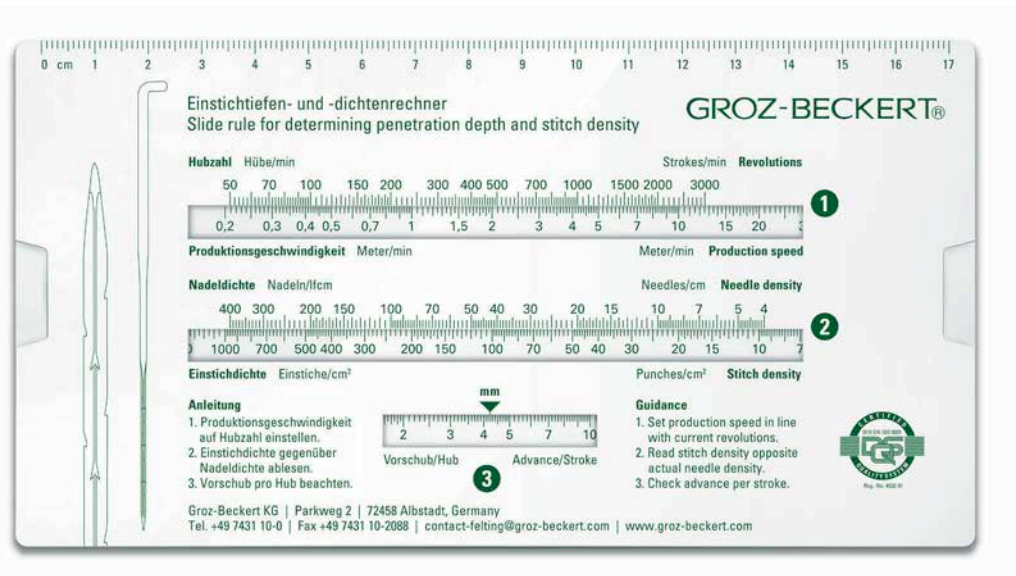 0 cm 1 2 3 4 5 6 7 8 9 10 11 12 13 14 15 16 17
Einstichtiefen- und -dichtenrechner
Slide rule for determining penetration depth and stitch density
GROZ-BECKERT®
Hubzahl Hübe/min Strokes/min Revolutions
50 70 100 150 200 300 400 500 700 1000 1500 2000 3000
1
0,2 0,3 0,4 0,5 0,7 1 1,5 2 3 4 5 7 10 15 20
Produktionsgeschwindigkeit Meter/min Meter/min Production speed
Nadeldichte Nadeln/lfcm Needles/cm Needle density
400 300 200 150 100 70 50 40 30 20 15 10 7 5 4
2
1000 700 500 400 300 200 150 100 70 50 40 30 20 15 10 7
Einstichdichte Einstiche/cm² Punches/cm² Stitch density
Anleitung
1. Produktionsgeschwindigkeit
auf Hubzahl einstellen.
2. Einstichdichte gegenüber
Nadeldichte ablesen.
3. Vorschub pro Hub beachten.
mm
2 3 4 5 7 10
Vorschub/Hub Advance/Stroke
3
Guidance
1. Set production speed in line
with current revolutions.
2. Read stitch density opposite
actual needle density.
3. Check advance per stroke.
CERTIFIED
DQS
QUALITYSYSTEM
Groz-Beckert KG | Parkweg 2 | 72458 Albstadt, Germany
Tel. +49 7431 10-0 | Fax +49 7431 10-2088 | contact-felting@groz-beckert.com | www.groz-beckert.com